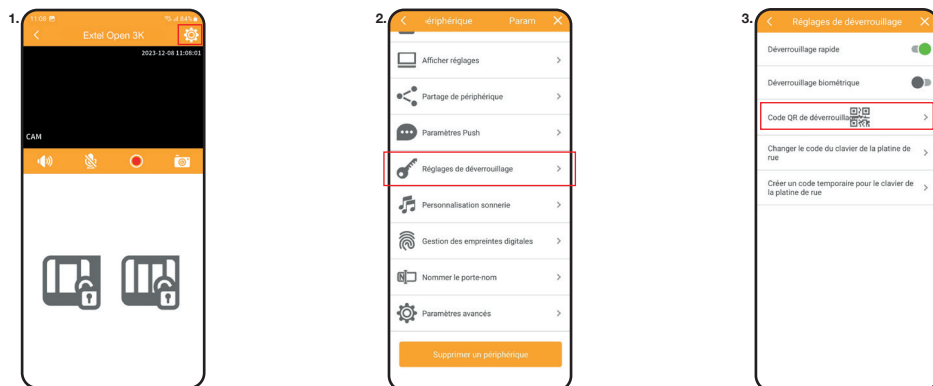 1.
11:08
84%
Extel Open 3K
2023-12-08 11:08:01
CAM
2.
ériphérique Param
Afficher réglages
Partage de périphérique
Paramètres Push
Réglages de déverrouillage
Personnalisation sonnerie
Gestion des empreintes digitales
Nommer le porte-nom
Paramètres avancés
Supprimer un périphérique
3.
Réglages de déverrouillage
Déverrouillage rapide
Déverrouillage biométrique
Code QR de déverrouillage
Changer le code du clavier de la platine de
rue
Créer un code temporaire pour le clavier de
la platine de rue